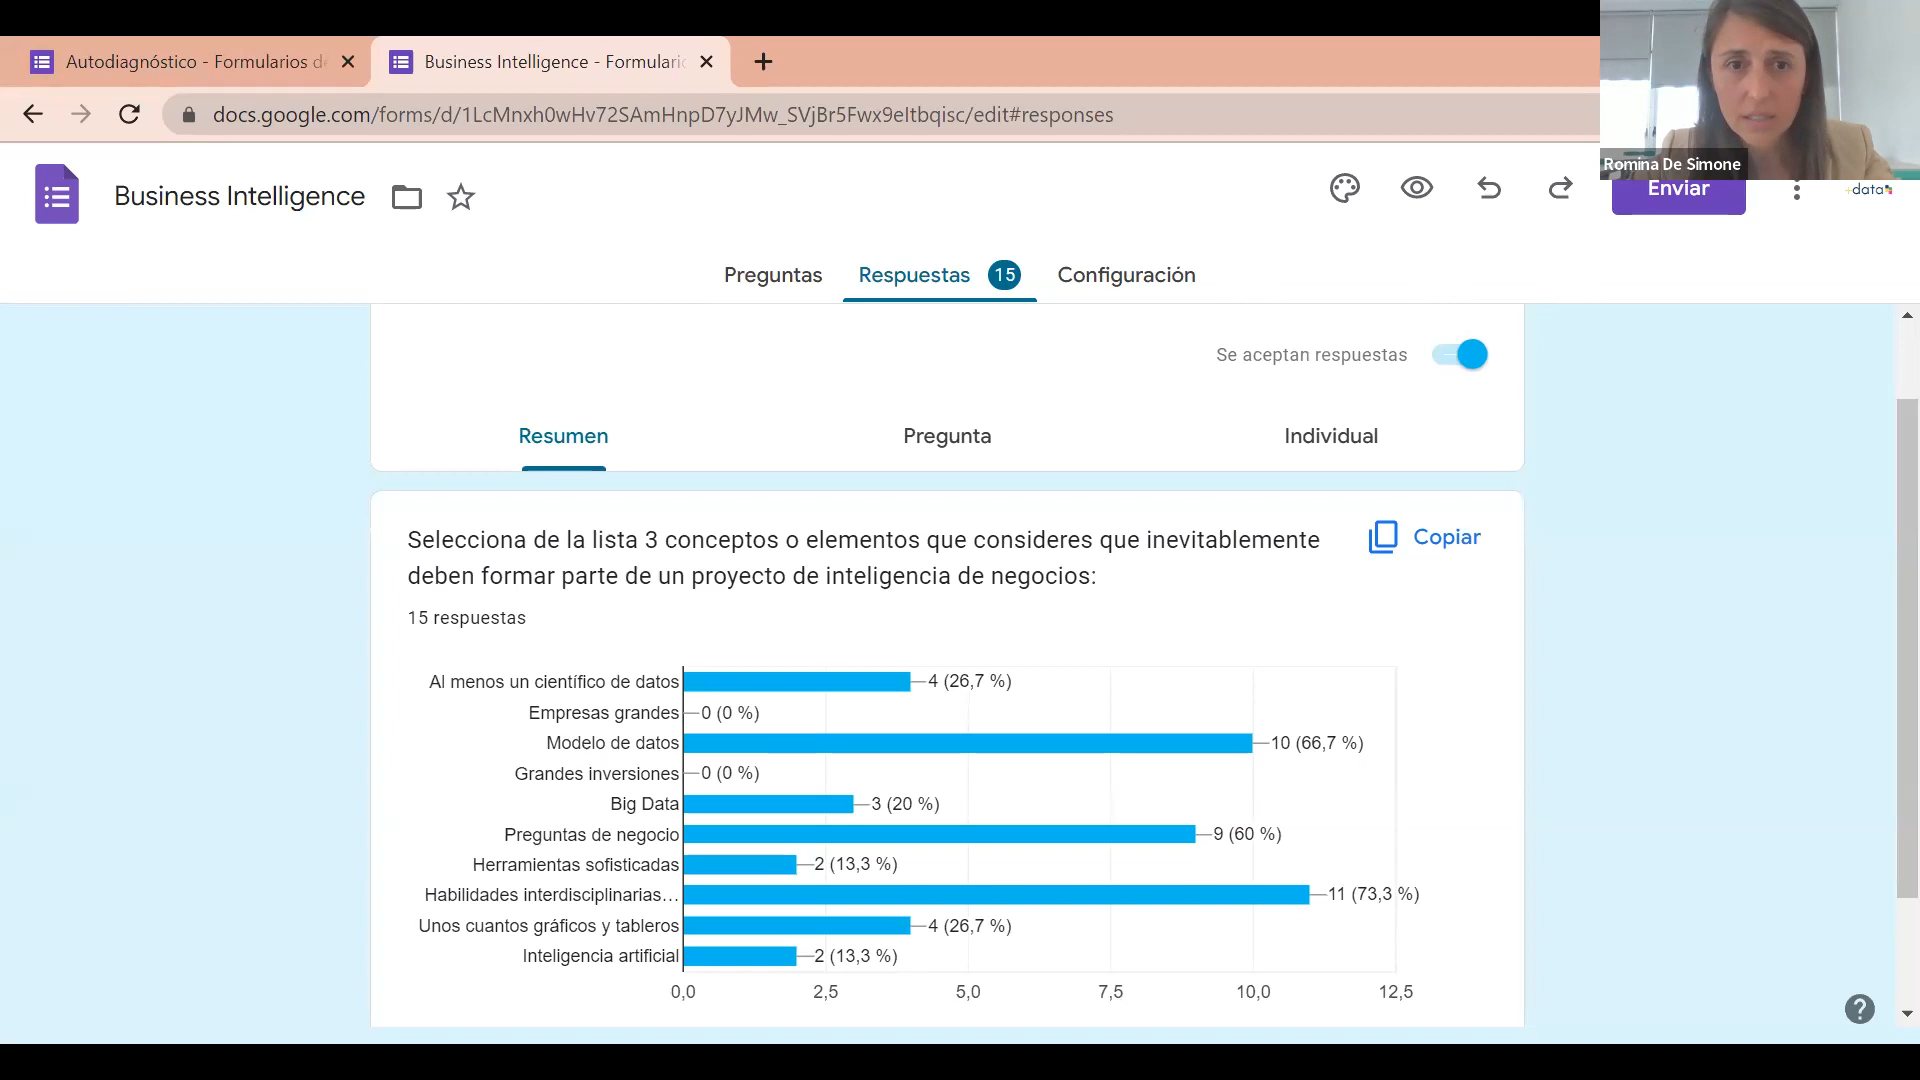 Autodiagnóstico - Formularios de
Business Intelligence - Formulario
docs.google.com/forms/d/1LcMnxh0wHv72SAmHnpD7yJMw_SVjBr5Fwx9eItbqisc/edit#responses
Romina De Simone
Business Intelligence
Enviar
+data
Preguntas
Respuestas 15
Configuración
Se aceptan respuestas
Resumen
Pregunta
Individual
Selecciona de la lista 3 conceptos o elementos que consideres que inevitablemente
deben formar parte de un proyecto de inteligencia de negocios:
Copiar
15 respuestas
Al menos un científico de datos 4 (26,7 %)
Empresas grandes 0 (0 %)
Modelo de datos 10 (66,7 %)
Grandes inversiones 0 (0 %)
Big Data 3 (20 %)
Preguntas de negocio 9 (60 %)
Herramientas sofisticadas 2 (13,3 %)
Habilidades interdisciplinarias… 11 (73,3 %)
Unos cuantos gráficos y tableros 4 (26,7 %)
Inteligencia artificial 2 (13,3 %)
0,0 2,5 5,0 7,5 10,0 12,5